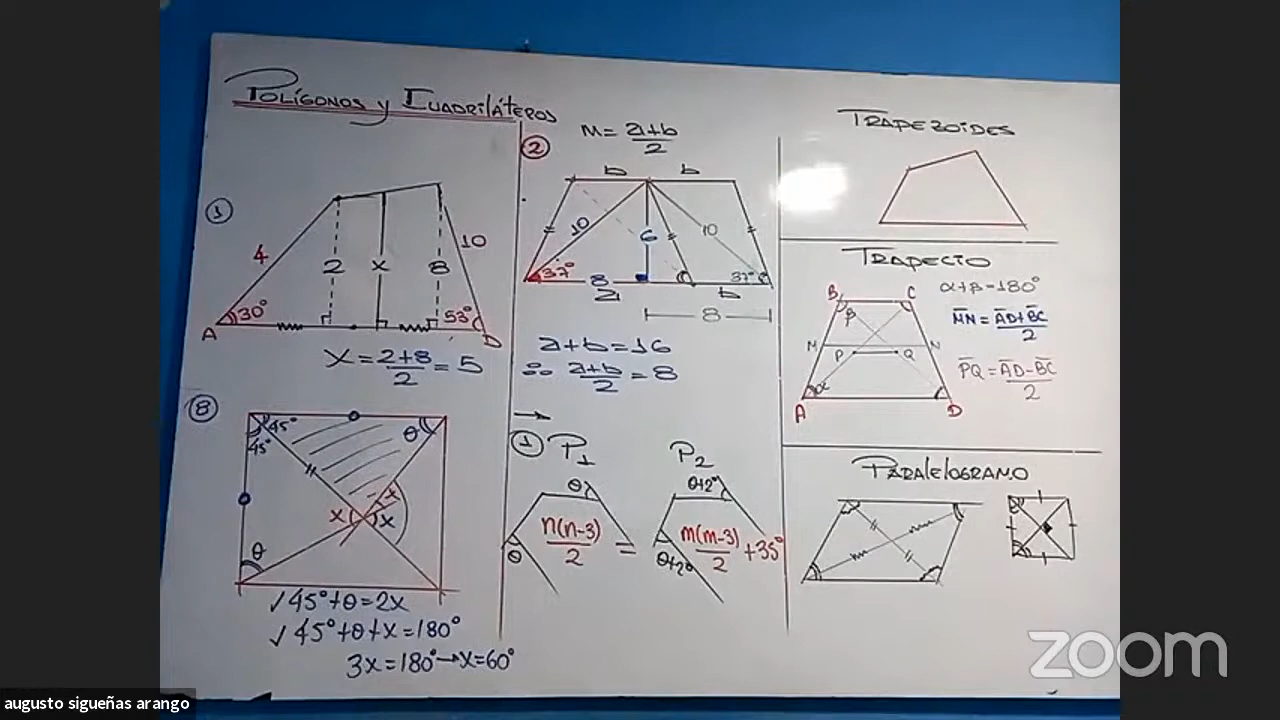 POLÍGONOS y CUADRILÁTEROS
1
4
2
x
8
10
A
30°
53°
D
X = 2+8/2 = 5
8
45°
45°
θ
x
x
x
θ
√ 45°+θ=2x
√ 45°+θ+x=180°
3x=180°→x=60°
2
M = a+b/2
b
b
10
6
10
37°
8
37°
a
b
8
a+b=16
∴ a+b/2 = 8
1
P1
P2
θ
θ+2°
n(n-3)/2 = m(m-3)/2 +35°
θ
θ+2°
TRAPEZOIDES
TRAPECIO
B
C
α+β=180°
β
MN = AD+BC/2
M
N
P
Q
PQ = AD-BC/2
α
A
D
PARALELOGRAMO
zoom
augusto sigueñas arango